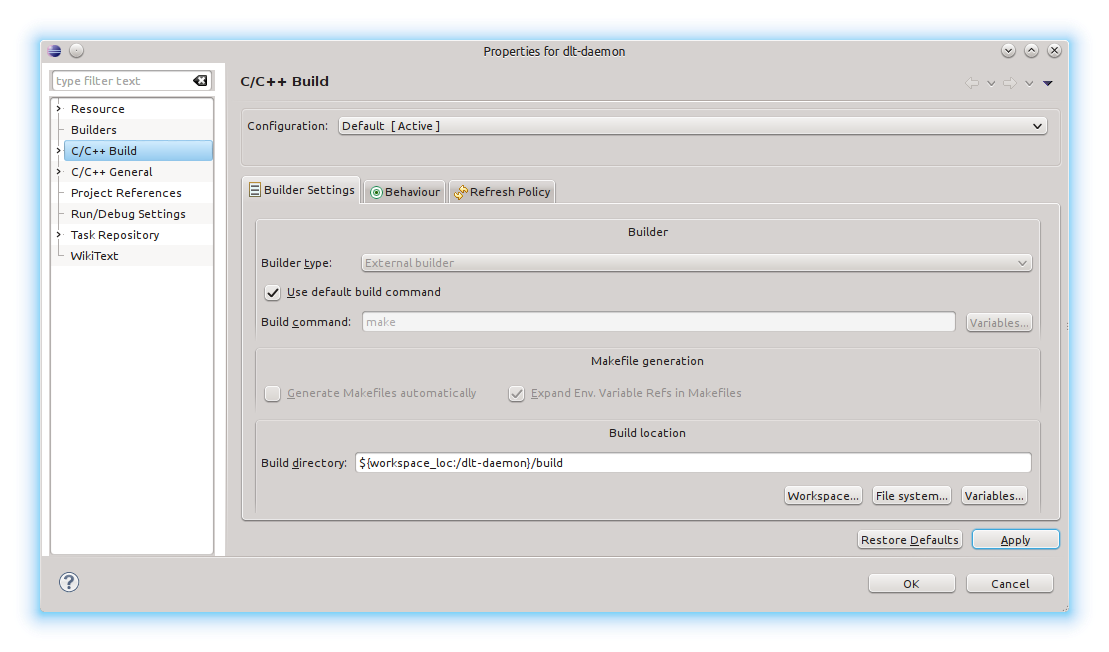 Properties for dlt-daemon
type filter text
Resource
Builders
C/C++ Build
C/C++ General
Project References
Run/Debug Settings
Task Repository
WikiText
C/C++ Build
Configuration: Default [ Active ]
Builder Settings Behaviour Refresh Policy
Builder
Builder type: External builder
Use default build command
Build command: make Variables...
Makefile generation
Generate Makefiles automatically Expand Env. Variable Refs in Makefiles
Build location
Build directory: ${workspace_loc:/dlt-daemon}/build
Workspace... File system... Variables...
Restore Defaults Apply
? OK Cancel